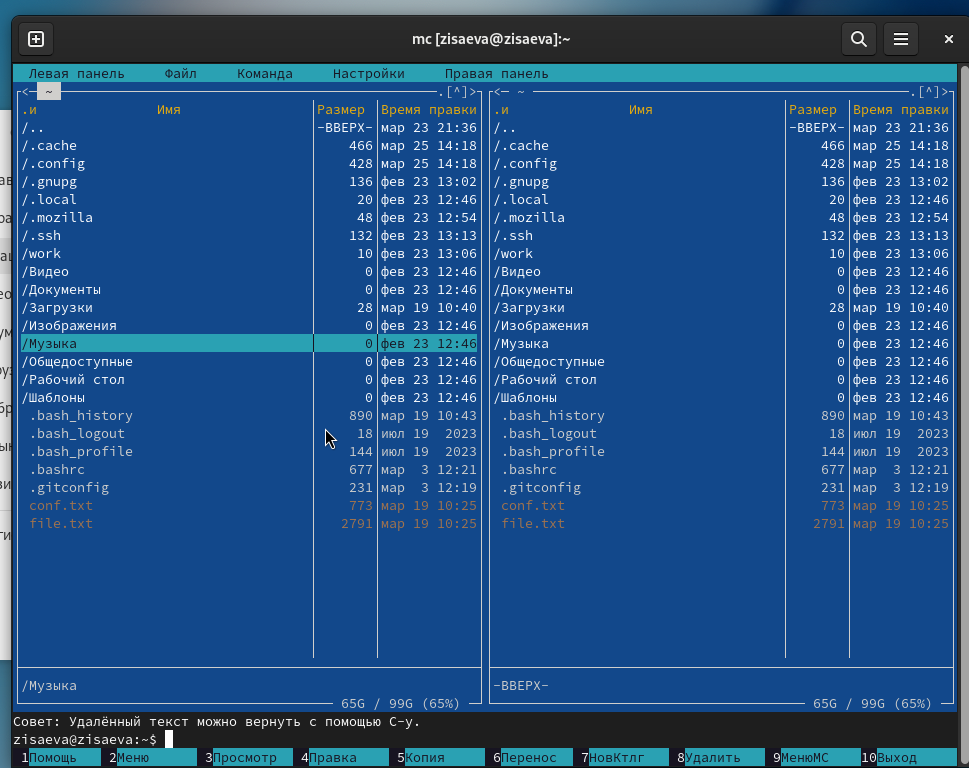 mc [zisaeva@zisaeva]:~
Левая панель Файл Команда Настройки Правая панель
<─ ~ .[^]> <─ ~ .[^]>
.и Имя Размер Время правки .и Имя Размер Время правки
/.. -ВВЕРХ- мар 23 21:36 /.. -ВВЕРХ- мар 23 21:36
/.cache 466 мар 25 14:18 /.cache 466 мар 25 14:18
/.config 428 мар 25 14:18 /.config 428 мар 25 14:18
/.gnupg 136 фев 23 13:02 /.gnupg 136 фев 23 13:02
/.local 20 фев 23 12:46 /.local 20 фев 23 12:46
/.mozilla 48 фев 23 12:54 /.mozilla 48 фев 23 12:54
/.ssh 132 фев 23 13:13 /.ssh 132 фев 23 13:13
/work 10 фев 23 13:06 /work 10 фев 23 13:06
/Видео 0 фев 23 12:46 /Видео 0 фев 23 12:46
/Документы 0 фев 23 12:46 /Документы 0 фев 23 12:46
/Загрузки 28 мар 19 10:40 /Загрузки 28 мар 19 10:40
/Изображения 0 фев 23 12:46 /Изображения 0 фев 23 12:46
/Музыка 0 фев 23 12:46 /Музыка 0 фев 23 12:46
/Общедоступные 0 фев 23 12:46 /Общедоступные 0 фев 23 12:46
/Рабочий стол 0 фев 23 12:46 /Рабочий стол 0 фев 23 12:46
/Шаблоны 0 фев 23 12:46 /Шаблоны 0 фев 23 12:46
.bash_history 890 мар 19 10:43 .bash_history 890 мар 19 10:43
.bash_logout 18 июл 19 2023 .bash_logout 18 июл 19 2023
.bash_profile 144 июл 19 2023 .bash_profile 144 июл 19 2023
.bashrc 677 мар 3 12:21 .bashrc 677 мар 3 12:21
.gitconfig 231 мар 3 12:19 .gitconfig 231 мар 3 12:19
conf.txt 773 мар 19 10:25 conf.txt 773 мар 19 10:25
file.txt 2791 мар 19 10:25 file.txt 2791 мар 19 10:25
/Музыка -ВВЕРХ-
65G / 99G (65%) 65G / 99G (65%)
Совет: Удалённый текст можно вернуть с помощью C-y.
zisaeva@zisaeva:~$
1Помощь 2Меню 3Просмотр 4Правка 5Копия 6Перенос 7НовКтлг 8Удалить 9МенюМС 10Выход